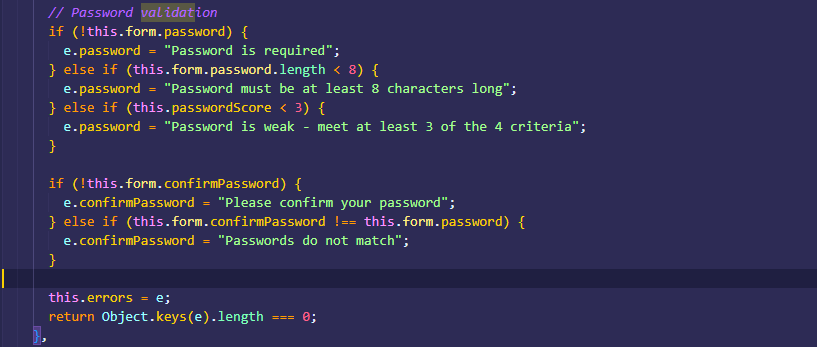 // Password validation
if (!this.form.password) {
e.password = "Password is required";
} else if (this.form.password.length < 8) {
e.password = "Password must be at least 8 characters long";
} else if (this.passwordScore < 3) {
e.password = "Password is weak - meet at least 3 of the 4 criteria";
}
if (!this.form.confirmPassword) {
e.confirmPassword = "Please confirm your password";
} else if (this.form.confirmPassword !== this.form.password) {
e.confirmPassword = "Passwords do not match";
}
this.errors = e;
return Object.keys(e).length === 0;
},